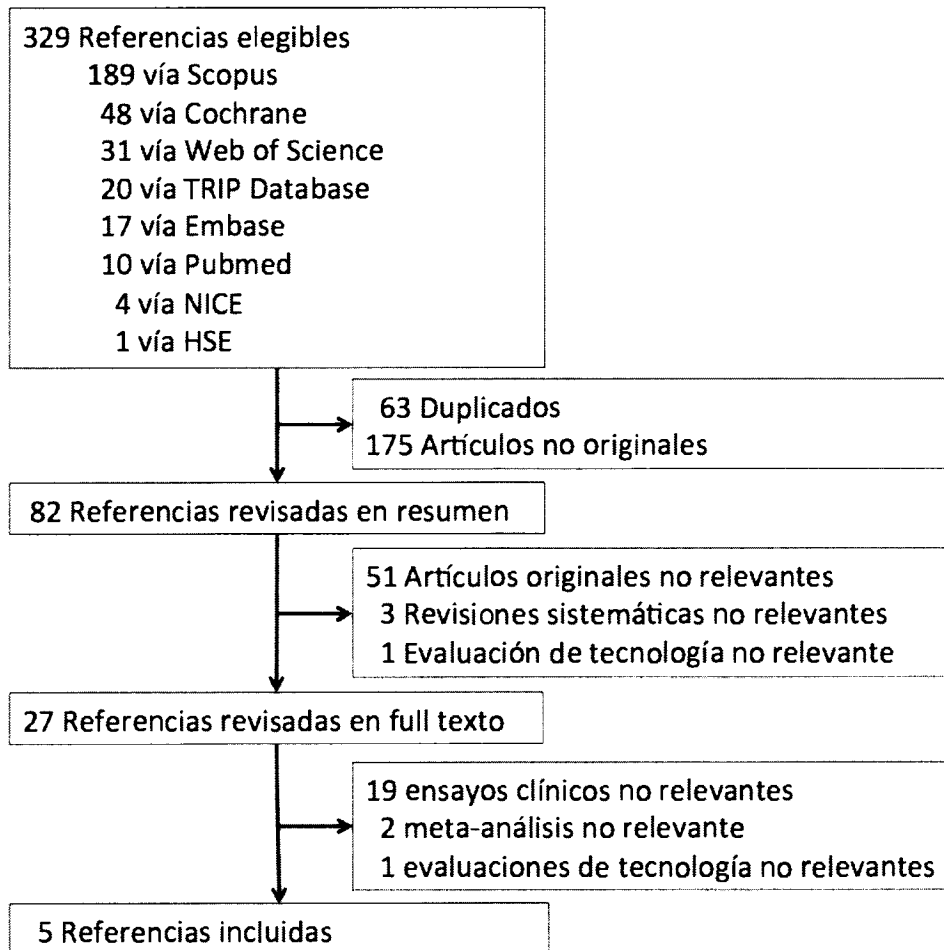 329 Referencias elegibles
189 vía Scopus
48 vía Cochrane
31 vía Web of Science
20 vía TRIP Database
17 vía Embase
10 vía Pubmed
4 vía NICE
1 vía HSE
63 Duplicados
175 Artículos no originales
82 Referencias revisadas en resumen
51 Artículos originales no relevantes
3 Revisiones sistemáticas no relevantes
1 Evaluación de tecnología no relevante
27 Referencias revisadas en full texto
19 ensayos clínicos no relevantes
2 meta-análisis no relevante
1 evaluaciones de tecnología no relevantes
5 Referencias incluidas